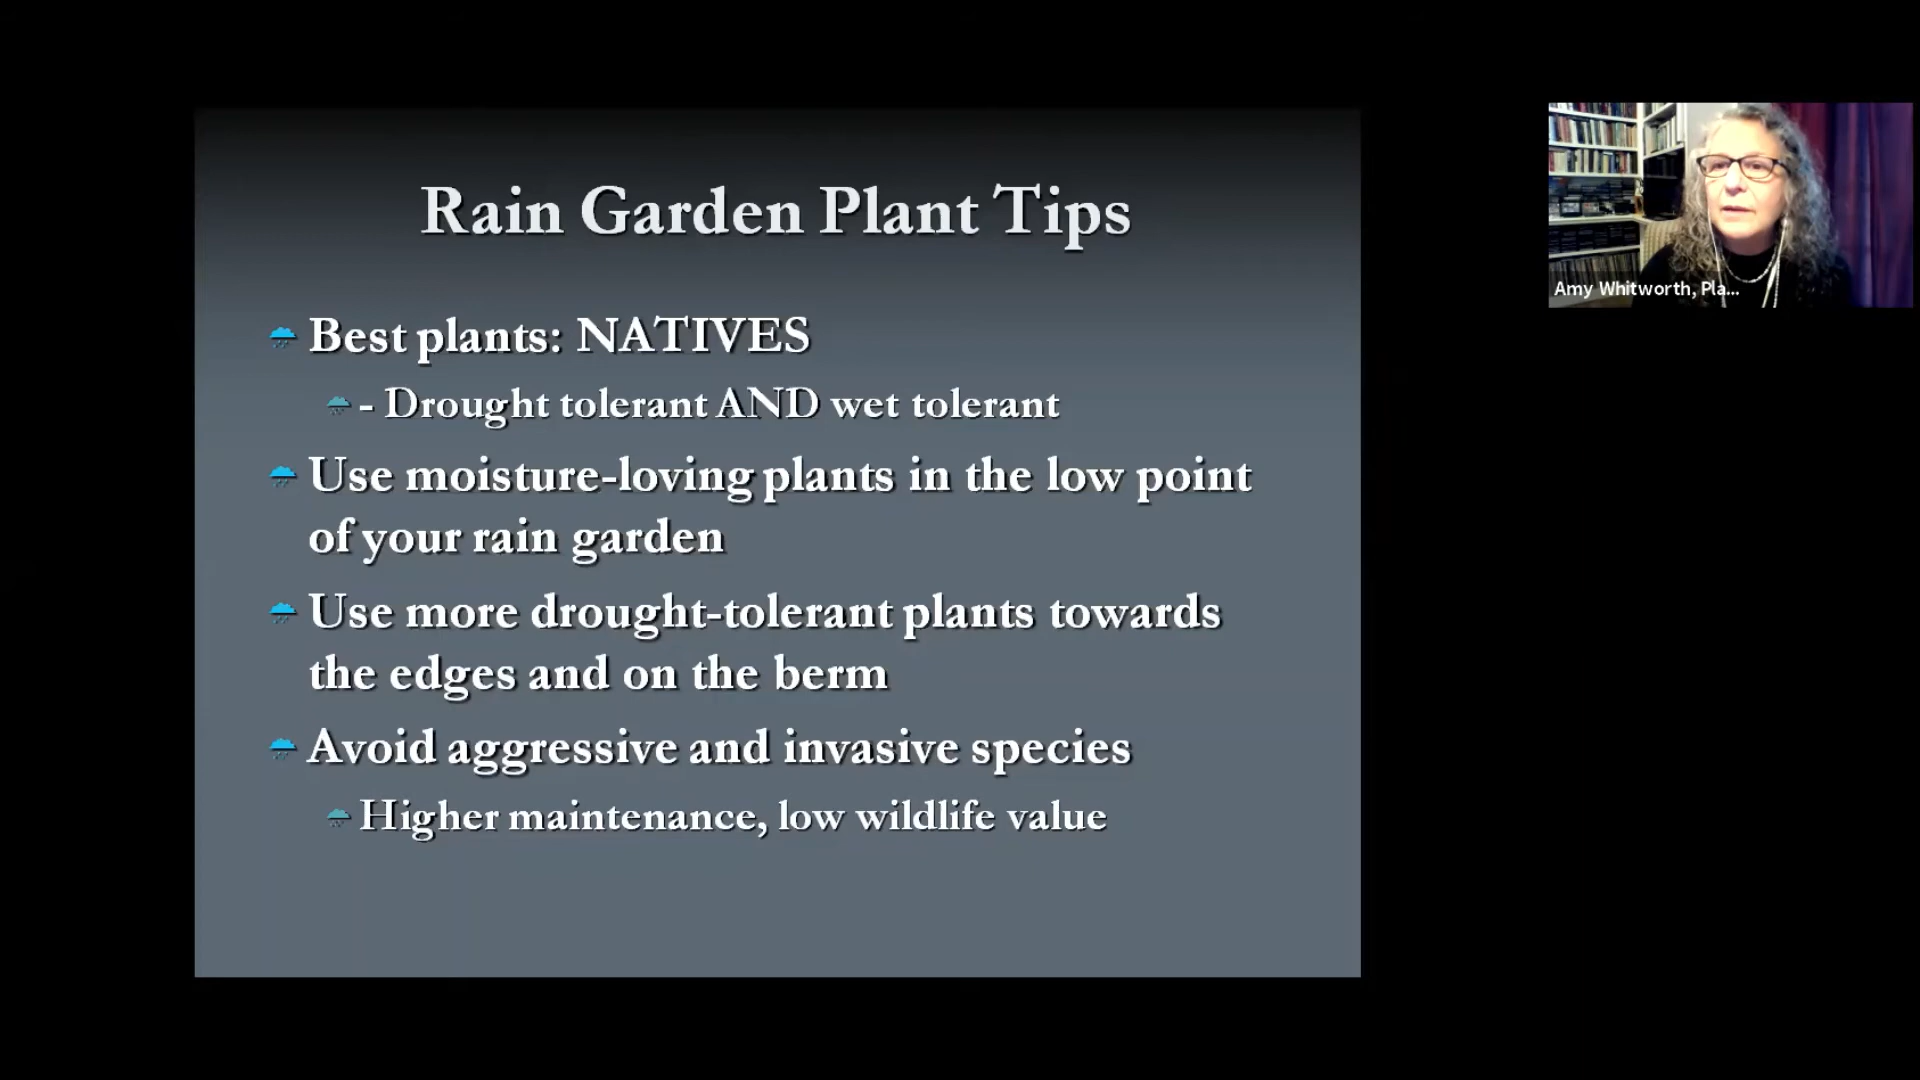 Rain Garden Plant Tips
Best plants: NATIVES
- Drought tolerant AND wet tolerant
Use moisture-loving plants in the low point
of your rain garden
Use more drought-tolerant plants towards
the edges and on the berm
Avoid aggressive and invasive species
Higher maintenance, low wildlife value
Amy Whitworth, Pla...